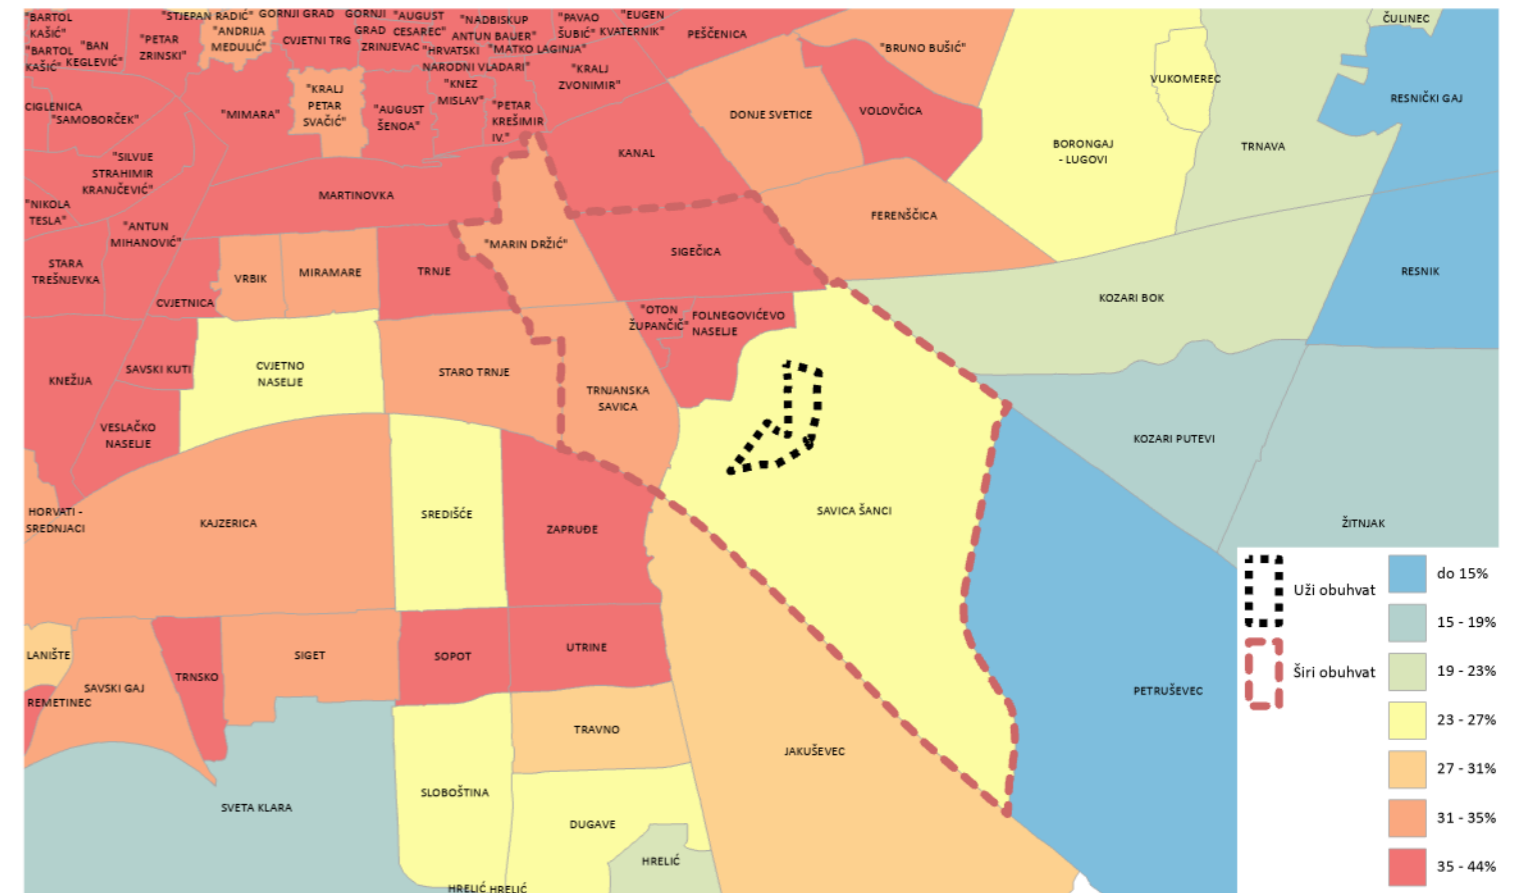 "BARTOL
KAŠIĆ"
"STJEPAN RADIĆ"
GORNJI GRAD
GORNJI
GRAD
ZRINJEVAC
"AUGUST
CESAREC"
"NADBISKUP
ANTUN BAUER"
"PAVAO
ŠUBIĆ"
"EUGEN
KVATERNIK"
PEŠČENICA
"BRUNO BUŠIĆ"
ČULINEC
"BARTOL
KAŠIĆ"
"BAN
KEGLEVIĆ"
"PETAR
ZRINSKI"
"ANDRIJA
MEDULIĆ"
CVJETNI TRG
"HRVATSKI
NARODNI VLADARI"
"MATKO LAGINJA"
"KRALJ
ZVONIMIR"
VUKOMEREC
RESNIČKI GAJ
CIGLENICA
"SAMOBORČEK"
"MIMARA"
"KRALJ
PETAR
SVAČIĆ"
"AUGUST
ŠENOA"
"KNEZ
MISLAV"
"PETAR
KREŠIMIR
IV."
DONJE SVETICE
VOLOVČICA
BORONGAJ
- LUGOVI
TRNAVA
"SILVIJE
STRAHIMIR
KRANJČEVIĆ"
KANAL
MARTINOVKA
"NIKOLA
TESLA"
"ANTUN
MIHANOVIĆ"
FERENŠČICA
"MARIN DRŽIĆ"
SIGEČICA
STARA
TREŠNJEVKA
VRBIK
MIRAMARE
TRNJE
RESNIK
CVJETNICA
KOZARI BOK
"OTON
ŽUPANČIČ"
FOLNEGOVIĆEVO
NASELJE
KNEŽIJA
SAVSKI KUTI
CVJETNO
NASELJE
STARO TRNJE
TRNJANSKA
SAVICA
VESLAČKO
NASELJE
KOZARI PUTEVI
HORVATI -
SREDNJACI
KAJZERICA
SREDIŠĆE
ZAPRUĐE
SAVICA ŠANCI
ŽITNJAK
LANIŠTE
SAVSKI GAJ
TRNSKO
SIGET
SOPOT
UTRINE
REMETINEC
PETRUŠEVEC
TRAVNO
JAKUŠEVEC
SVETA KLARA
SLOBOŠTINA
DUGAVE
HRELIĆ
HRELIĆ HRELIĆ
Uži obuhvat
Širi obuhvat
do 15%
15 - 19%
19 - 23%
23 - 27%
27 - 31%
31 - 35%
35 - 44%